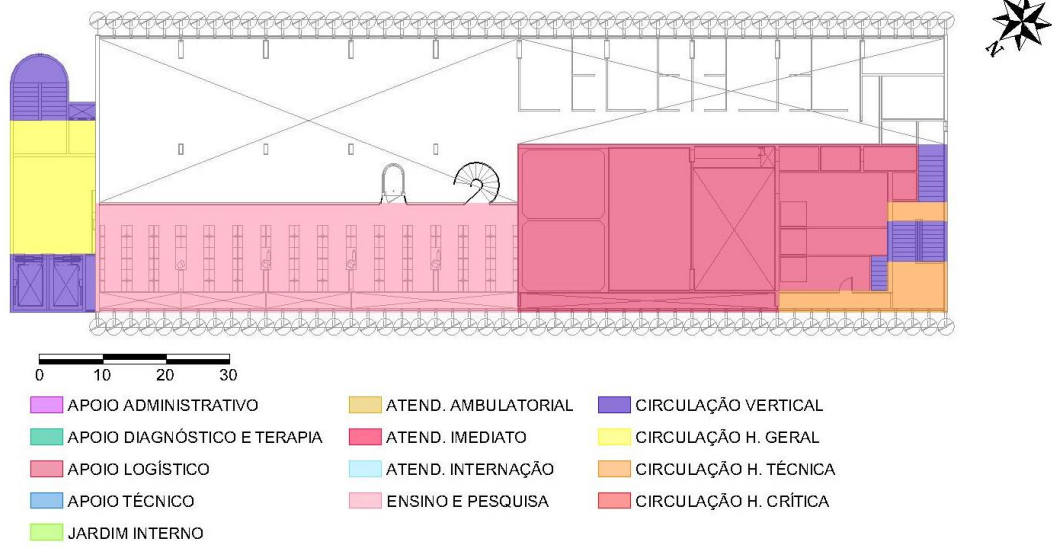 N
0 10 20 30
APOIO ADMINISTRATIVO
APOIO DIAGNÓSTICO E TERAPIA
APOIO LOGÍSTICO
APOIO TÉCNICO
JARDIM INTERNO
ATEND. AMBULATORIAL
ATEND. IMEDIATO
ATEND. INTERNAÇÃO
ENSINO E PESQUISA
CIRCULAÇÃO VERTICAL
CIRCULAÇÃO H. GERAL
CIRCULAÇÃO H. TÉCNICA
CIRCULAÇÃO H. CRÍTICA